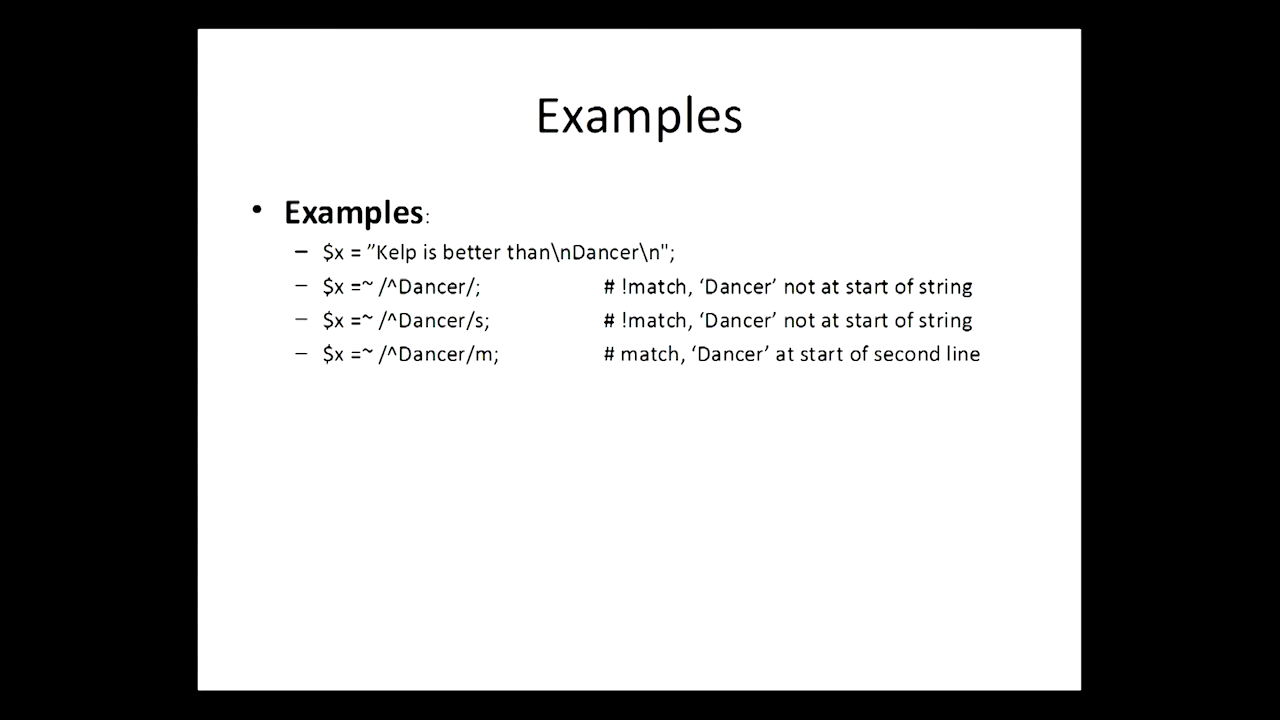 Examples
• Examples:
– $x = ”Kelp is better than\nDancer\n";
– $x =~ /^Dancer/; # !match, ‘Dancer’ not at start of string
– $x =~ /^Dancer/s; # !match, ‘Dancer’ not at start of string
– $x =~ /^Dancer/m; # match, ‘Dancer’ at start of second line